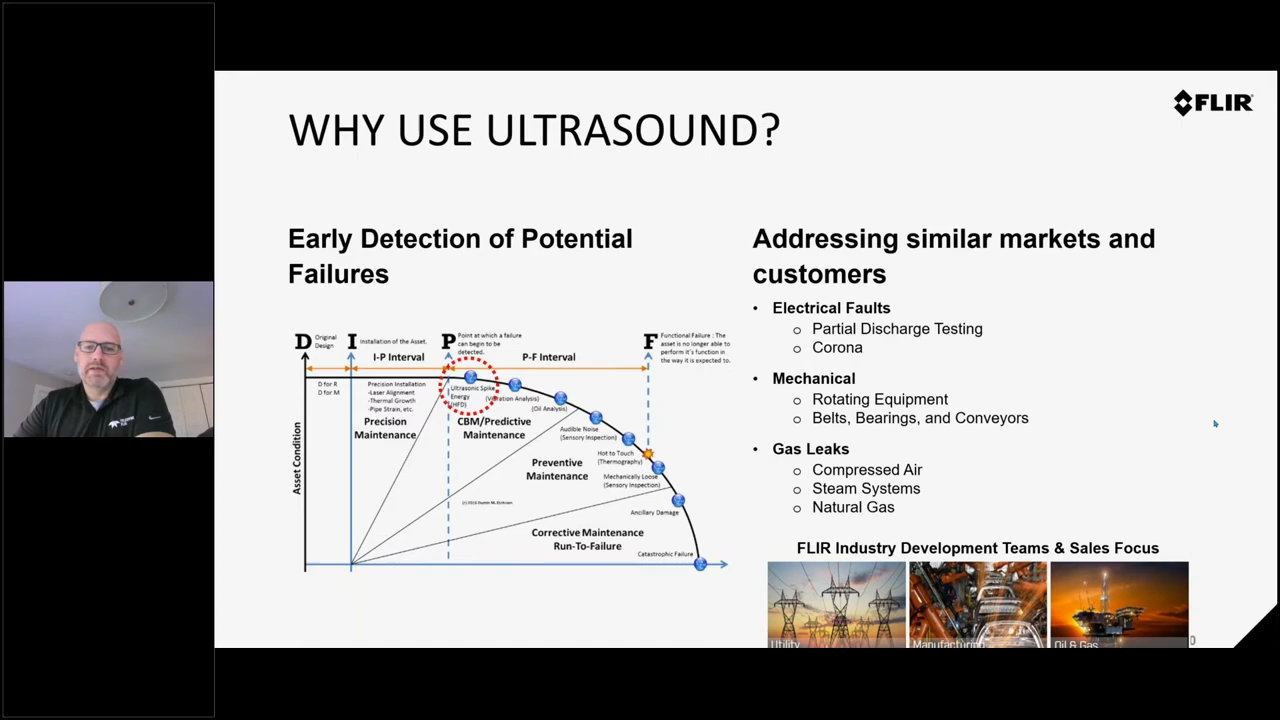 FLIR
WHY USE ULTRASOUND?
Early Detection of Potential
Failures
D
Original
Design
I
Installation of the Asset.
P
Point at which a failure
can begin to be
detected.
F
Functional Failure : The
asset is no longer able to
perform it's function in
the way it is expected to.
I-P Interval
P-F Interval
D for R
D for M
Precision Installation
-Laser Alignment
-Thermal Growth
-Pipe Strain, etc.
Precision
Maintenance
Ultrasonic Spike
Energy
(HFD)
(Vibration Analysis)
(Oil Analysis)
CBM/Predictive
Maintenance
Audible Noise
(Sensory Inspection)
Hot to Touch
(Thermography)
Preventive
Maintenance
Mechanically Loose
(Sensory Inspection)
Ancillary Damage
Corrective Maintenance
Run-To-Failure
Catastrophic Failure
Asset Condition
Addressing similar markets and
customers
• Electrical Faults
o Partial Discharge Testing
o Corona
• Mechanical
o Rotating Equipment
o Belts, Bearings, and Conveyors
• Gas Leaks
o Compressed Air
o Steam Systems
o Natural Gas
FLIR Industry Development Teams & Sales Focus
Utility
Manufacturing
Oil & Gas